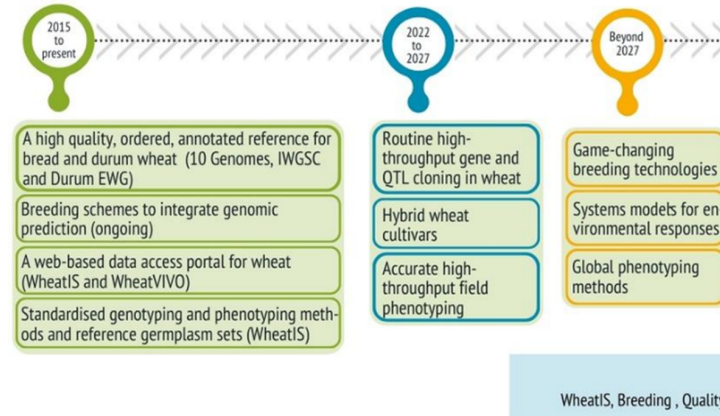 2015
to
present
2022
to
2027
Beyond
2027
A high quality, ordered, annotated reference for
bread and durum wheat (10 Genomes, IWGSC
and Durum EWG)
Breeding schemes to integrate genomic
prediction (ongoing)
A web-based data access portal for wheat
(WheatIS and WheatVIVO)
Standardised genotyping and phenotyping meth-
ods and reference germplasm sets (WheatIS)
Routine high-
throughput gene and
QTL cloning in wheat
Hybrid wheat
cultivars
Accurate high-
throughput field
phenotyping
Game-changing
breeding technologies
Systems models for en-
vironmental responses
Global phenotyping
methods
WheatIS, Breeding , Quality